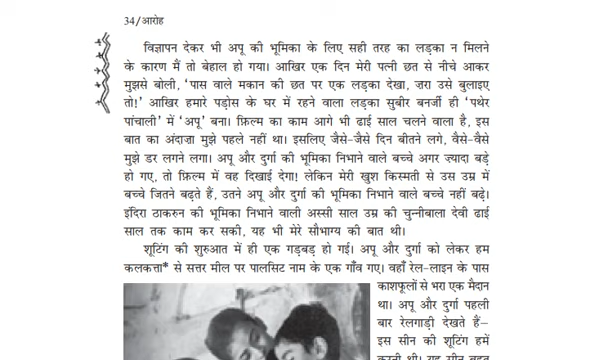 34/आरोह
विज्ञापन देकर भी अपू की भूमिका के लिए सही तरह का लड़का न मिलने
के कारण मैं तो बेहाल हो गया। आखिर एक दिन मेरी पत्नी छत से नीचे आकर
मुझसे बोली, ‘पास वाले मकान की छत पर एक लड़का देखा, ज़रा उसे बुलाइए
तो!’ आखिर हमारे पड़ोस के घर में रहने वाला लड़का सुबीर बनर्जी ही ‘पथेर
पांचाली’ में ‘अपू’ बना। फ़िल्म का काम आगे भी ढाई साल चलने वाला है, इस
बात का अंदाज़ा मुझे पहले नहीं था। इसलिए जैसे-जैसे दिन बीतने लगे, वैसे-वैसे
मुझे डर लगने लगा। अपू और दुर्गा की भूमिका निभाने वाले बच्चे अगर ज्यादा बड़े
हो गए, तो फ़िल्म में वह दिखाई देगा! लेकिन मेरी खुश किस्मती से उस उम्र में
बच्चे जितने बढ़ते हैं, उतने अपू और दुर्गा की भूमिका निभाने वाले बच्चे नहीं बढ़े।
इंदिरा ठाकरुन की भूमिका निभाने वाली अस्सी साल उम्र की चुन्नीबाला देवी ढाई
साल तक काम कर सकी, यह भी मेरे सौभाग्य की बात थी।
शूटिंग की शुरुआत में ही एक गड़बड़ हो गई। अपू और दुर्गा को लेकर हम
कलकत्ता* से सत्तर मील पर पालसिट नाम के एक गाँव गए। वहाँ रेल-लाइन के पास
काशफूलों से भरा एक मैदान
था। अपू और दुर्गा पहली
बार रेलगाड़ी देखते हैं–
इस सीन की शूटिंग हमें
करनी थी। यह सीन बहुत